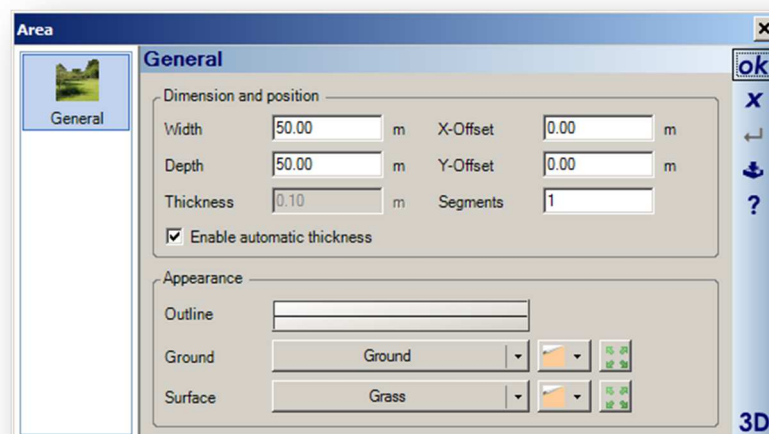 Area
General
General
ok
Dimension and position
x
Width 50.00 m X-Offset 0.00 m
Depth 50.00 m Y-Offset 0.00 m
Thickness 0.10 m Segments 1
?
Enable automatic thickness
Appearance
Outline
Ground Ground
Surface Grass
3D